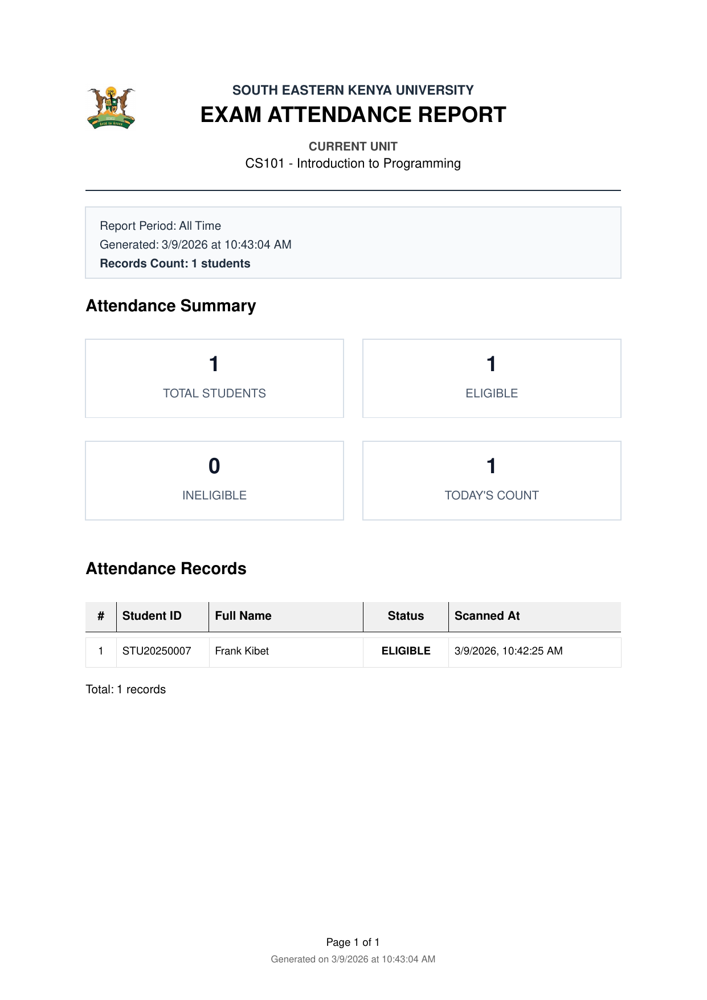 SOUTH EASTERN KENYA UNIVERSITY
EXAM ATTENDANCE REPORT
CURRENT UNIT
CS101 - Introduction to Programming
SEKU
Arid to Green
Report Period: All Time
Generated: 3/9/2026 at 10:43:04 AM
Records Count: 1 students
Attendance Summary
1
TOTAL STUDENTS
1
ELIGIBLE
0
INELIGIBLE
1
TODAY'S COUNT
Attendance Records
# Student ID Full Name Status Scanned At
1 STU20250007 Frank Kibet ELIGIBLE 3/9/2026, 10:42:25 AM
Total: 1 records
Page 1 of 1
Generated on 3/9/2026 at 10:43:04 AM